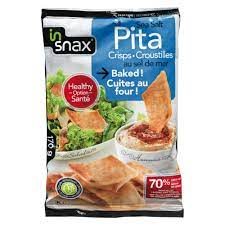 in
snax
Sea Salt
Pita
Crisps • Croustilles
au sel de mer
Baked!
Cuites au
four!
Healthy
Option
Santé
170 g
70%